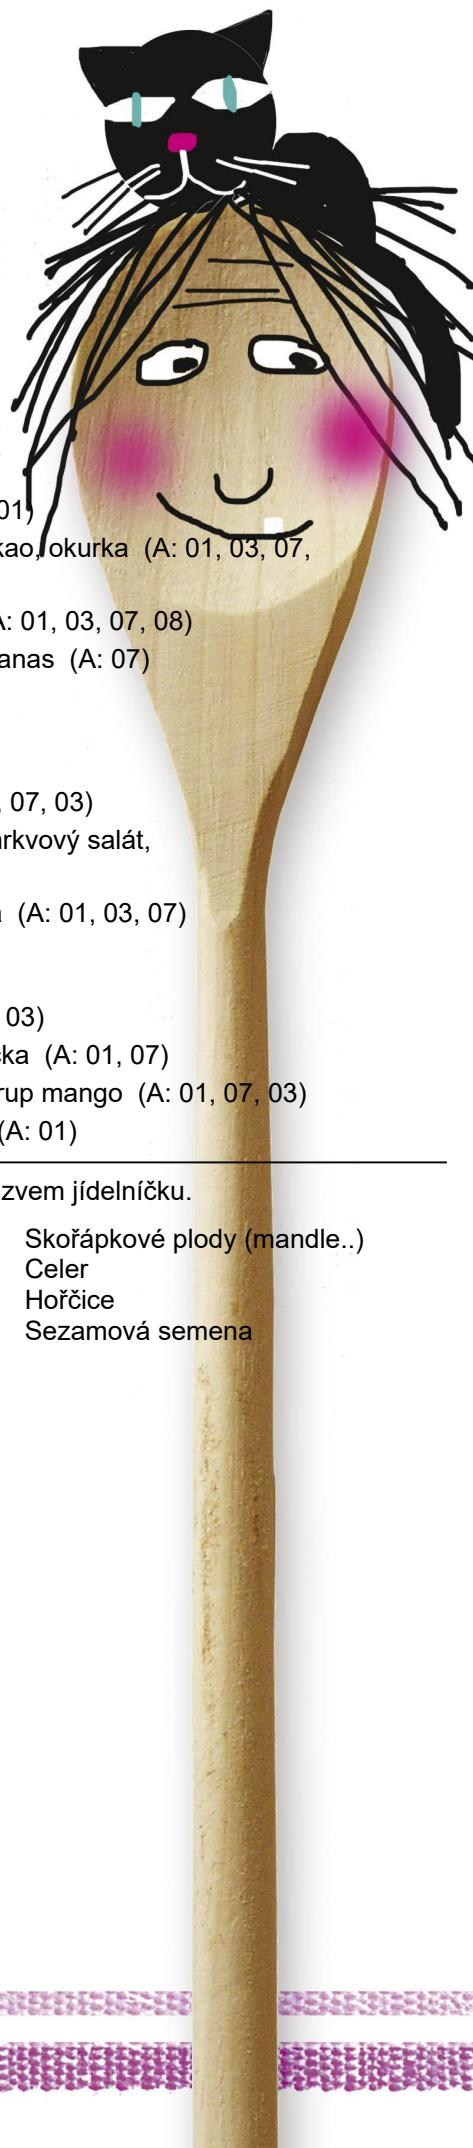 01)
kao, okurka (A: 01, 03, 07,
A: 01, 03, 07, 08)
anas (A: 07)
, 07, 03)
rkvový salát,
(A: 01, 03, 07)
03)
čka (A: 01, 07)
rup mango (A: 01, 07, 03)
(A: 01)
zvem jídelníčku.
Skořápkové plody (mandle..)
Celer
Hořčice
Sezamová semena